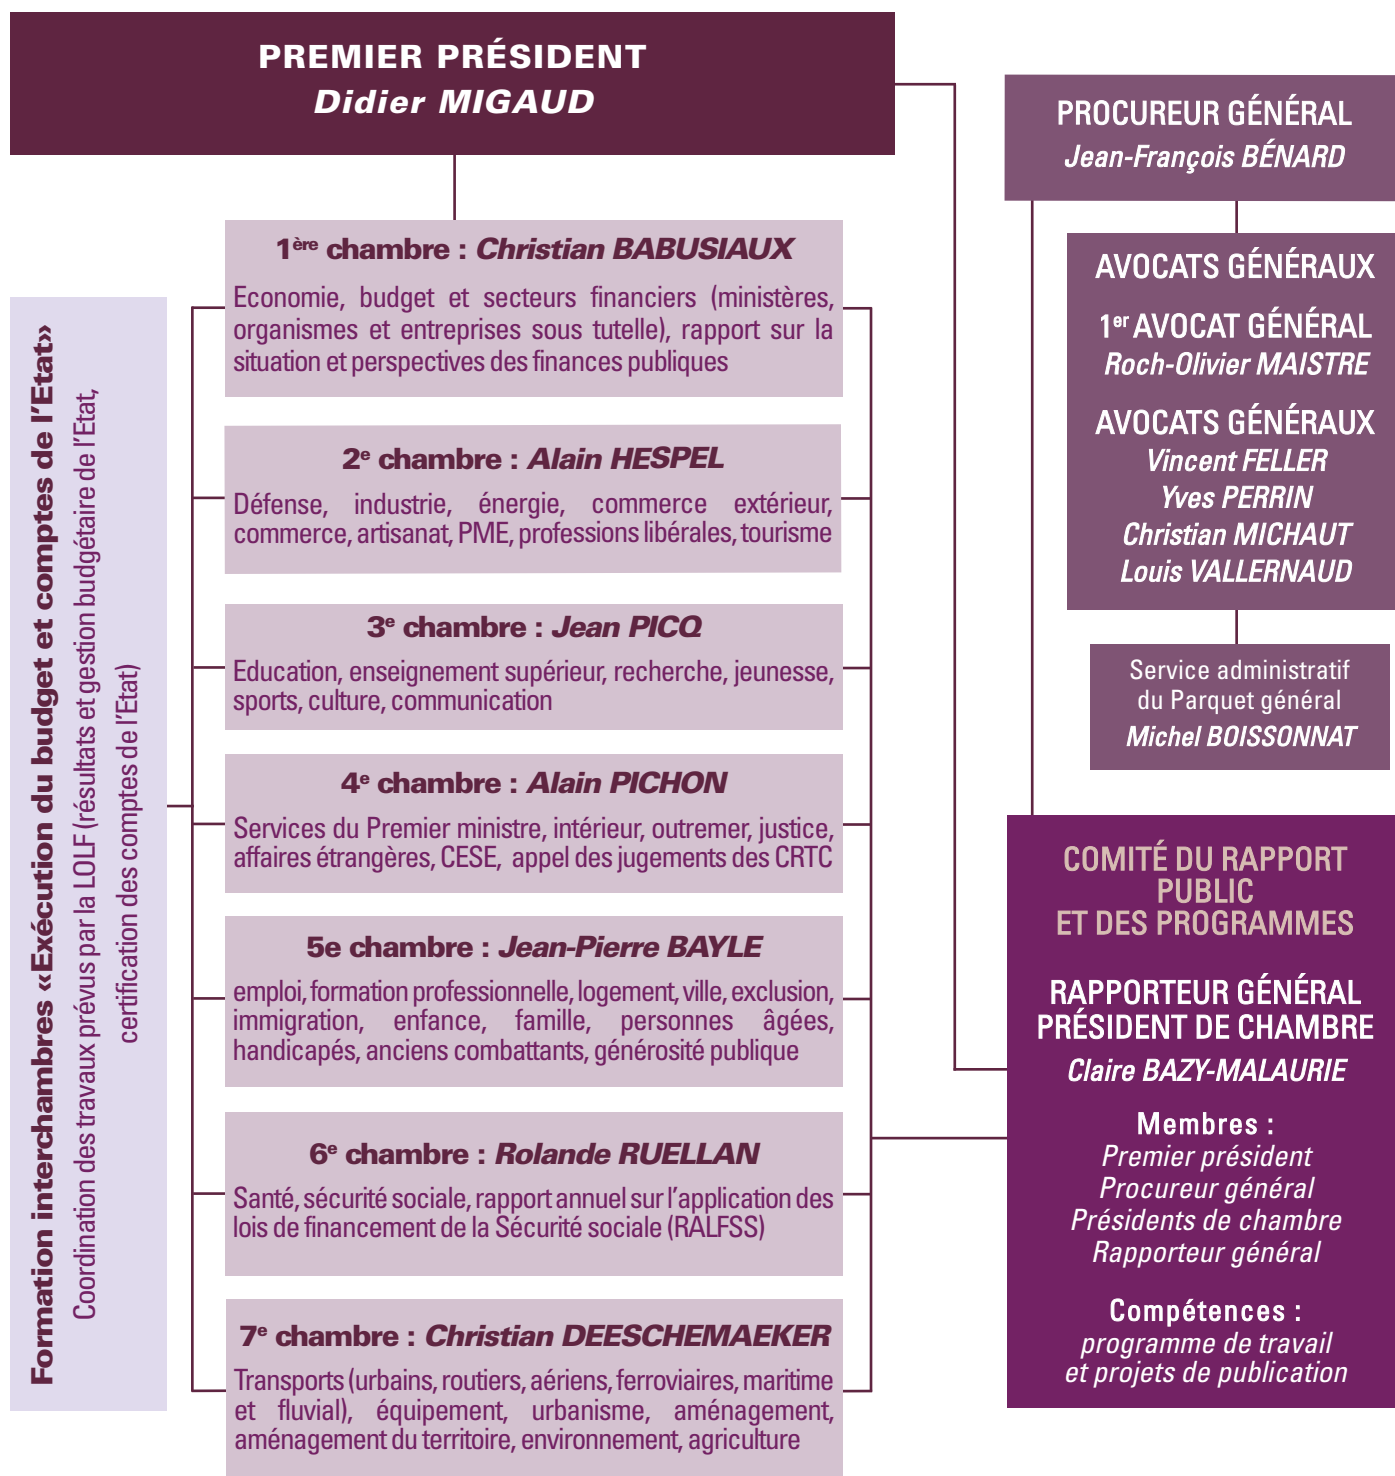 PREMIER PRÉSIDENT
Didier MIGAUD
1ère chambre : Christian BABUSIAUX
Economie, budget et secteurs financiers (ministères,
organismes et entreprises sous tutelle), rapport sur la
situation et perspectives des finances publiques
2e chambre : Alain HESPEL
Défense, industrie, énergie, commerce extérieur,
commerce, artisanat, PME, professions libérales, tourisme
3e chambre : Jean PICQ
Education, enseignement supérieur, recherche, jeunesse,
sports, culture, communication
4e chambre : Alain PICHON
Services du Premier ministre, intérieur, outremer, justice,
affaires étrangères, CESE, appel des jugements des CRTC
5e chambre : Jean-Pierre BAYLE
emploi, formation professionnelle, logement, ville, exclusion,
immigration, enfance, famille, personnes âgées,
handicapés, anciens combattants, générosité publique
6e chambre : Rolande RUELLAN
Santé, sécurité sociale, rapport annuel sur l'application des
lois de financement de la Sécurité sociale (RALFSS)
7e chambre : Christian DEESCHEMAEKER
Transports (urbains, routiers, aériens, ferroviaires, maritime
et fluvial), équipement, urbanisme, aménagement,
aménagement du territoire, environnement, agriculture
Formation interchambres «Exécution du budget et comptes de l'Etat»
Coordination des travaux prévus par la LOLF (résultats et gestion budgétaire de l'Etat,
certification des comptes de l'Etat)
PROCUREUR GÉNÉRAL
Jean-François BÉNARD
AVOCATS GÉNÉRAUX
1er AVOCAT GÉNÉRAL
Roch-Olivier MAISTRE
AVOCATS GÉNÉRAUX
Vincent FELLER
Yves PERRIN
Christian MICHAUT
Louis VALLERNAUD
Service administratif
du Parquet général
Michel BOISSONNAT
COMITÉ DU RAPPORT
PUBLIC
ET DES PROGRAMMES
RAPPORTEUR GÉNÉRAL
PRÉSIDENT DE CHAMBRE
Claire BAZY-MALAURIE
Membres :
Premier président
Procureur général
Présidents de chambre
Rapporteur général
Compétences :
programme de travail
et projets de publication